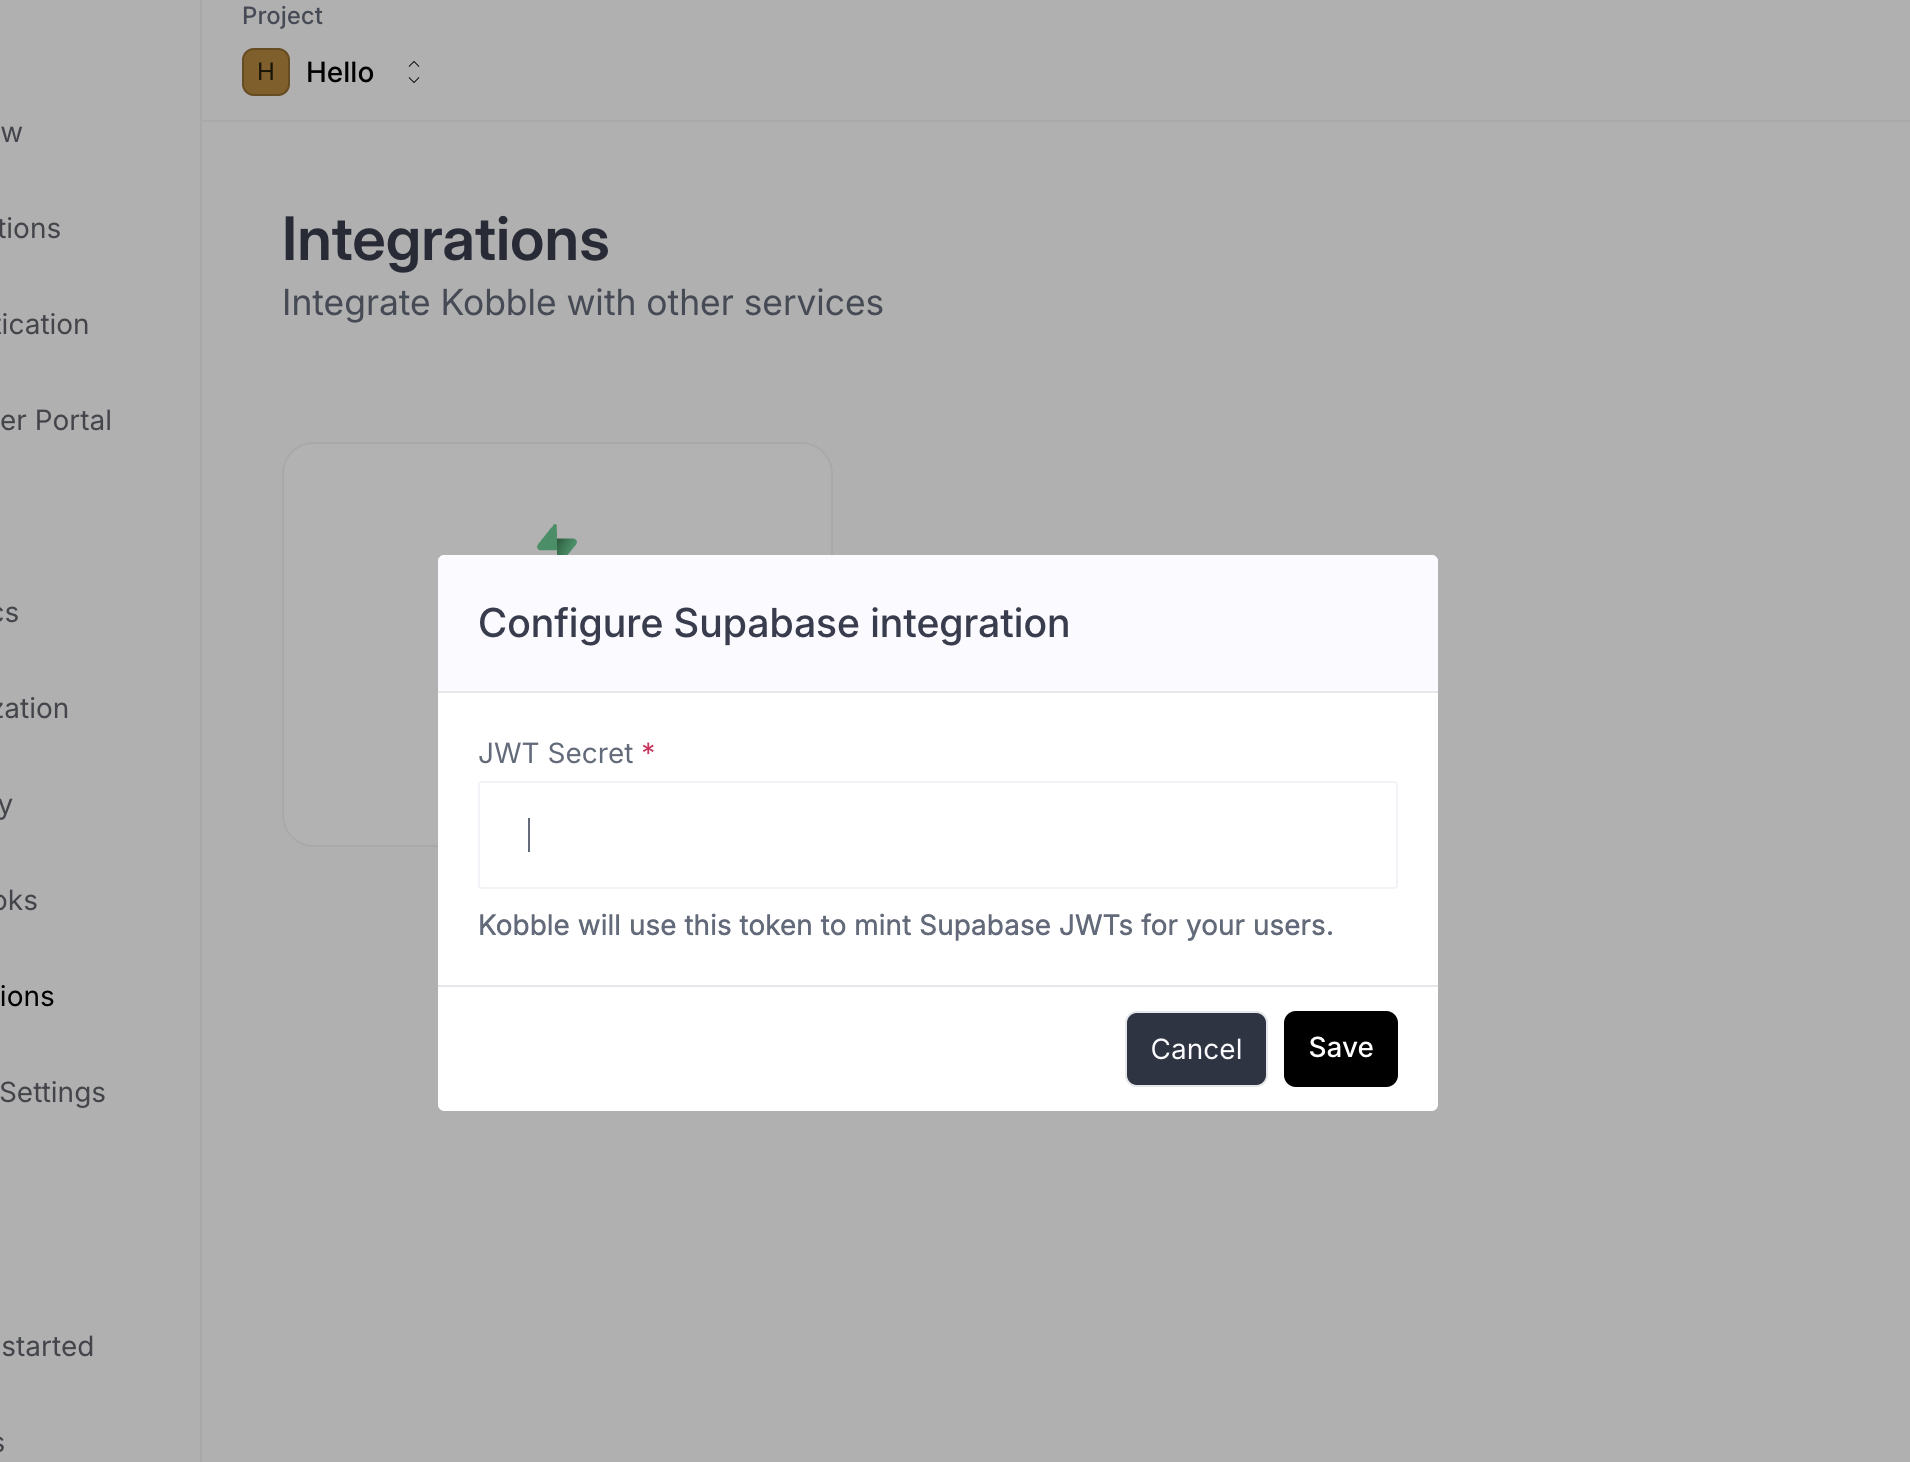 Project
H Hello
w
tions
ication
er Portal
cs
zation
y
oks
ions
Settings
started
s
Integrations
Integrate Kobble with other services
Configure Supabase integration
JWT Secret *
Kobble will use this token to mint Supabase JWTs for your users.
Cancel Save